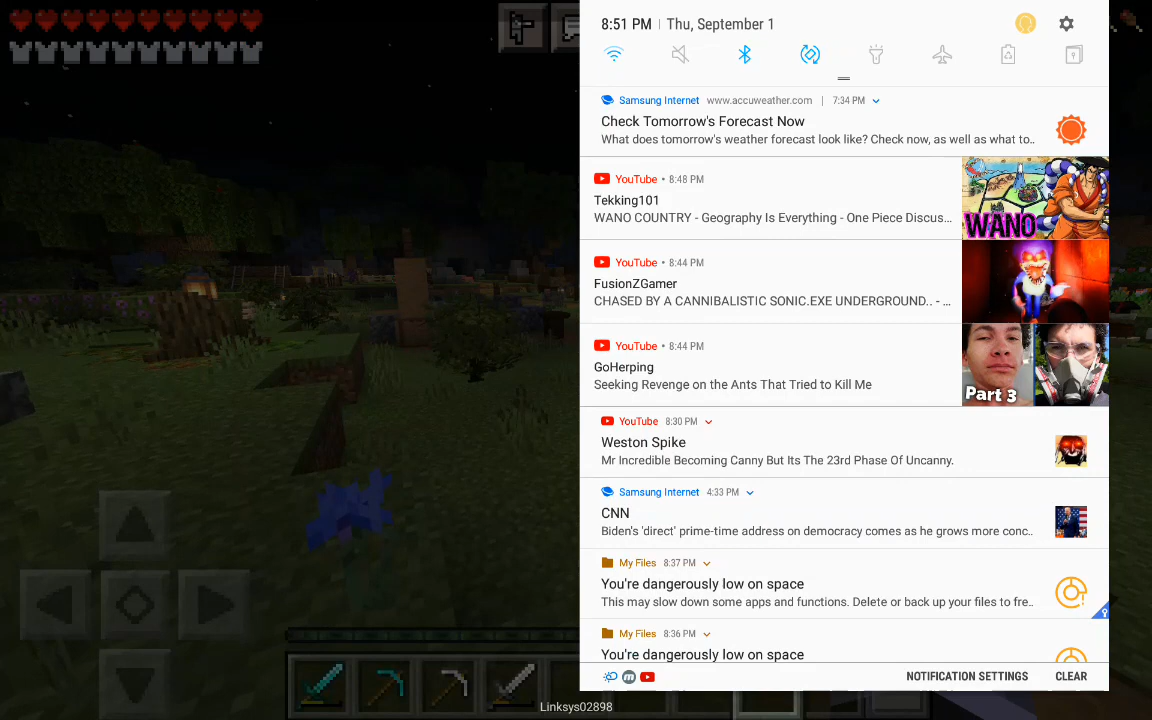 8:51 PM | Thu, September 1
Samsung Internet www.accuweather.com | 7:34 PM
Check Tomorrow's Forecast Now
What does tomorrow's weather forecast look like? Check now, as well as what to..
YouTube • 8:48 PM
Tekking101
WANO COUNTRY - Geography Is Everything - One Piece Discus...
WANO
YouTube • 8:44 PM
FusionZGamer
CHASED BY A CANNIBALISTIC SONIC.EXE UNDERGROUND.. - ...
YouTube • 8:44 PM
GoHerping
Seeking Revenge on the Ants That Tried to Kill Me
Part 3
YouTube 8:30 PM
Weston Spike
Mr Incredible Becoming Canny But Its The 23rd Phase Of Uncanny.
Samsung Internet 4:33 PM
CNN
Biden's 'direct' prime-time address on democracy comes as he grows more conc..
My Files 8:37 PM
You're dangerously low on space
This may slow down some apps and functions. Delete or back up your files to fre..
My Files 8:36 PM
You're dangerously low on space
NOTIFICATION SETTINGS CLEAR
Linksys02898